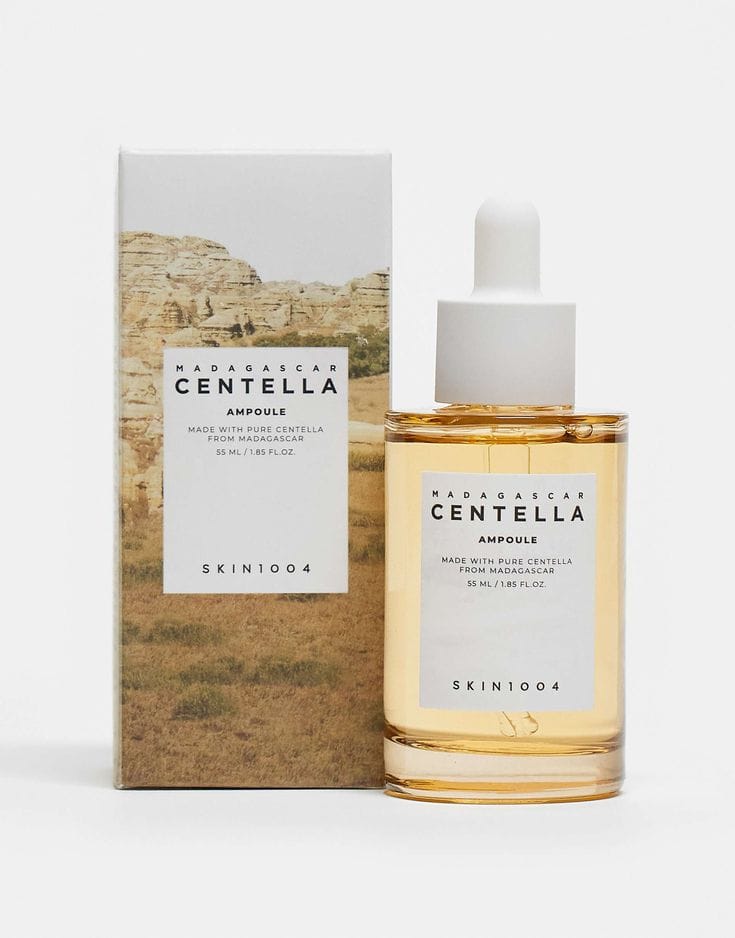 MADAGASCAR
CENTELLA
AMPOULE
MADE WITH PURE CENTELLA
FROM MADAGASCAR
55 ML / 1.85 FL.OZ.
SKIN1004
MADAGASCAR
CENTELLA
AMPOULE
MADE WITH PURE CENTELLA
FROM MADAGASCAR
55 ML / 1.85 FL.OZ.
SKIN1004